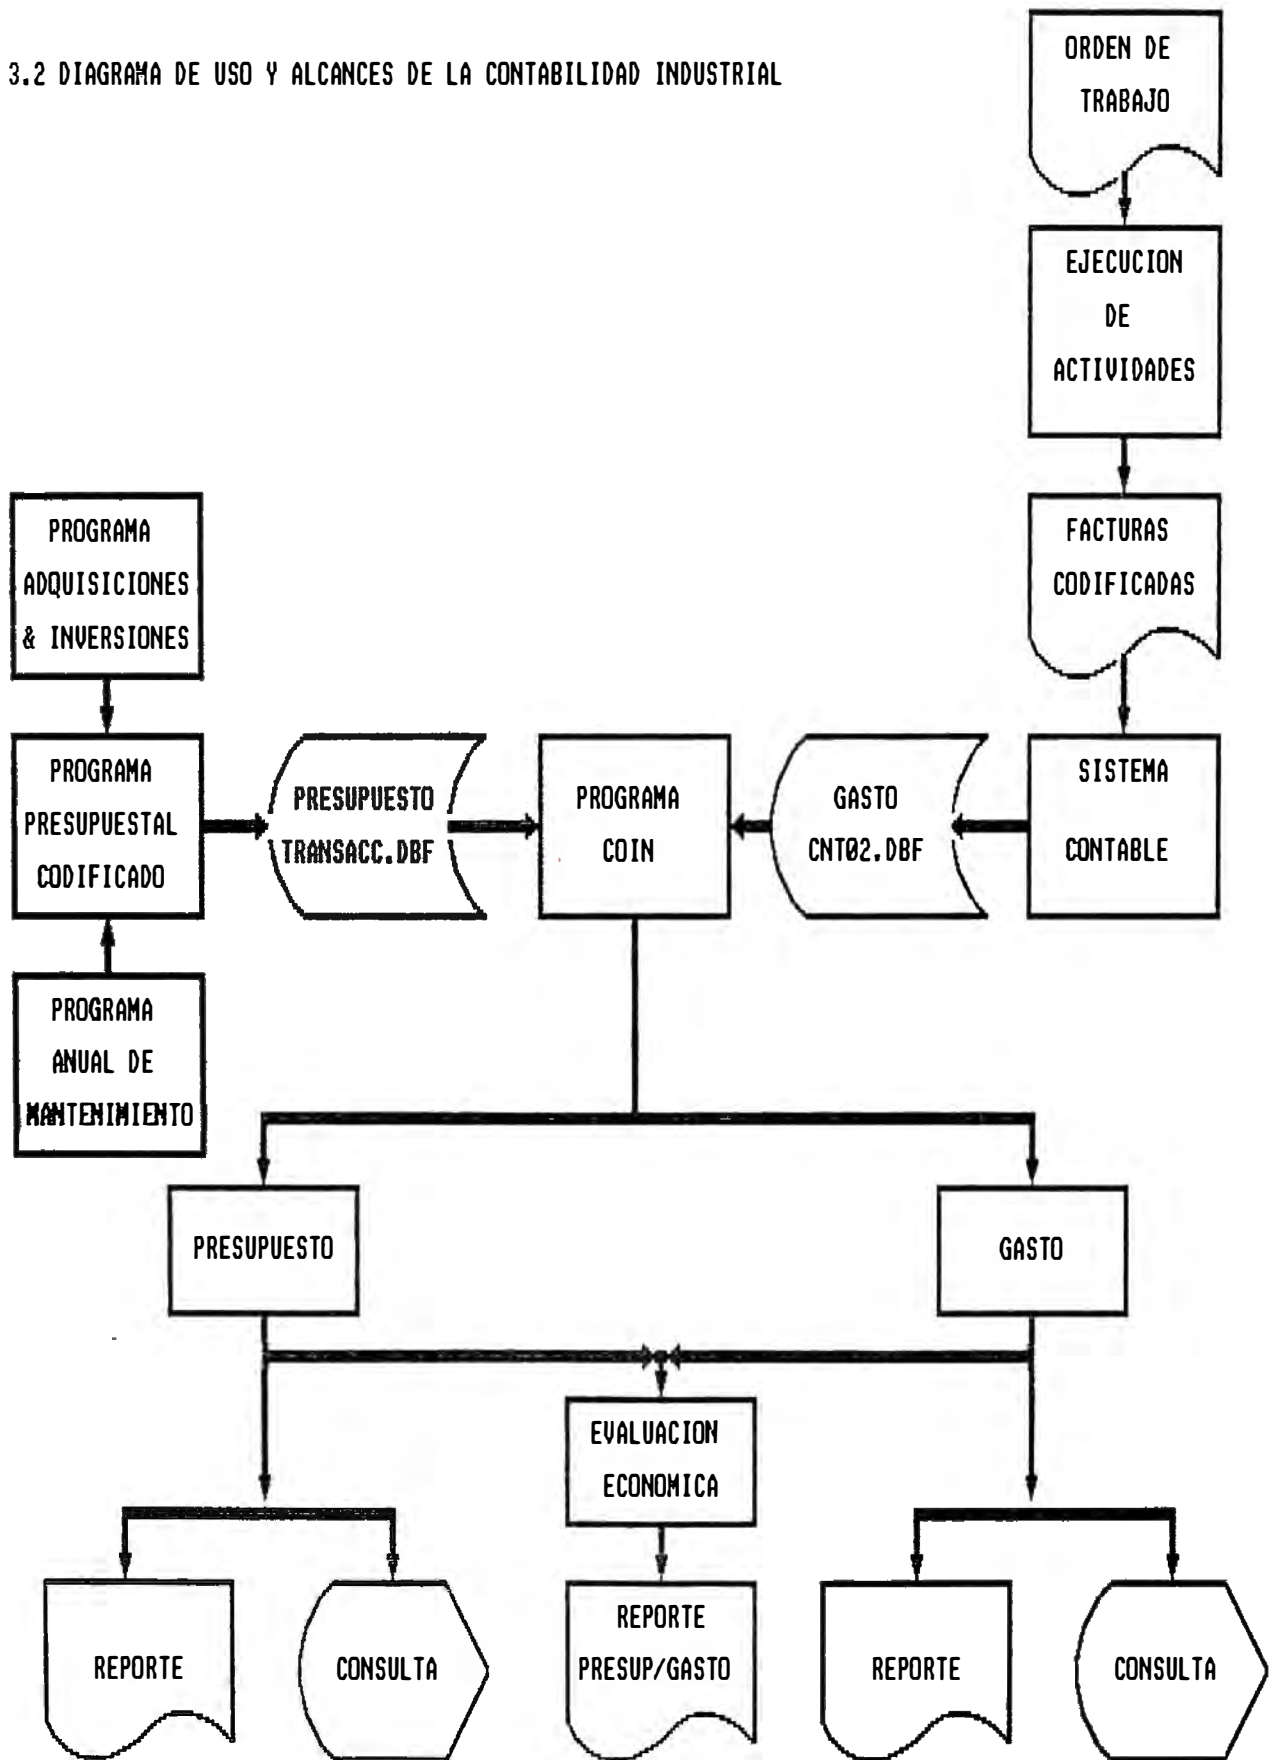 3.2 DIAGRAMA DE USO Y ALCANCES DE LA CONTABILIDAD INDUSTRIAL
ORDEN DE
TRABAJO
EJECUCION
DE
ACTIVIDADES
FACTURAS
CODIFICADAS
PROGRAMA
ADQUISICIONES
& INVERSIONES
PROGRAMA
PRESUPUESTAL
CODIFICADO
PRESUPUESTO
TRANSACC.DBF
PROGRAMA
COIN
GASTO
CNT02.DBF
SISTEMA
CONTABLE
PROGRAMA
ANUAL DE
MANTENIMIENTO
PRESUPUESTO
GASTO
EVALUACION
ECONOMICA
REPORTE
CONSULTA
REPORTE
PRESUP/GASTO
REPORTE
CONSULTA